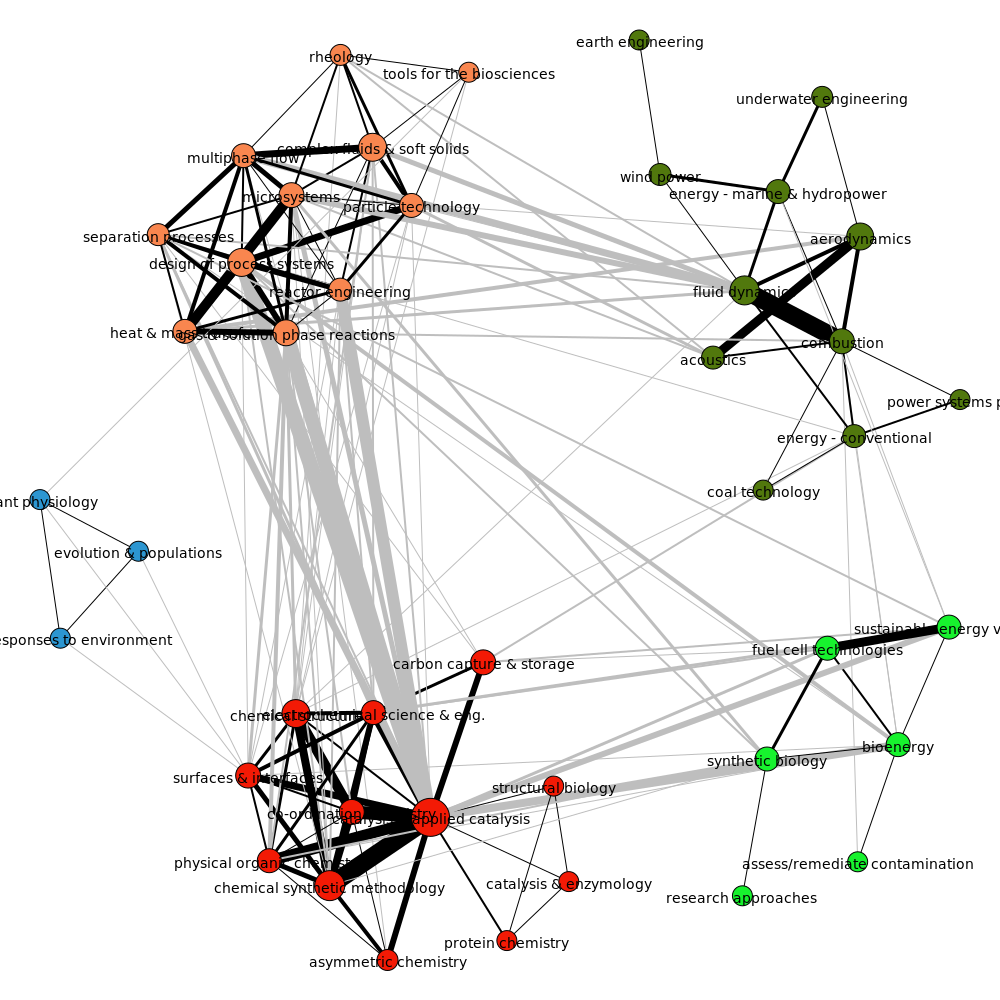 earth engineering
rheology
tools for the biosciences
underwater engineering
complex fluids & soft solids
multiphase flow
wind power
energy - marine & hydropower
microsystems
particle technology
separation processes
aerodynamics
design of process systems
reactor engineering
fluid dynamics
heat & mass
gas & solution phase reactions
combustion
acoustics
power systems p
energy - conventional
coal technology
ant physiology
evolution & populations
sustainable energy v
esponses to environment
fuel cell technologies
carbon capture & storage
chemical structure
electrochemical science & eng.
bioenergy
synthetic biology
surfaces & interfaces
structural biology
co-ordination chemistry
catalysis & applied catalysis
physical organic chemistry
assess/remediate contamination
catalysis & enzymology
chemical synthetic methodology
research approaches
protein chemistry
asymmetric chemistry